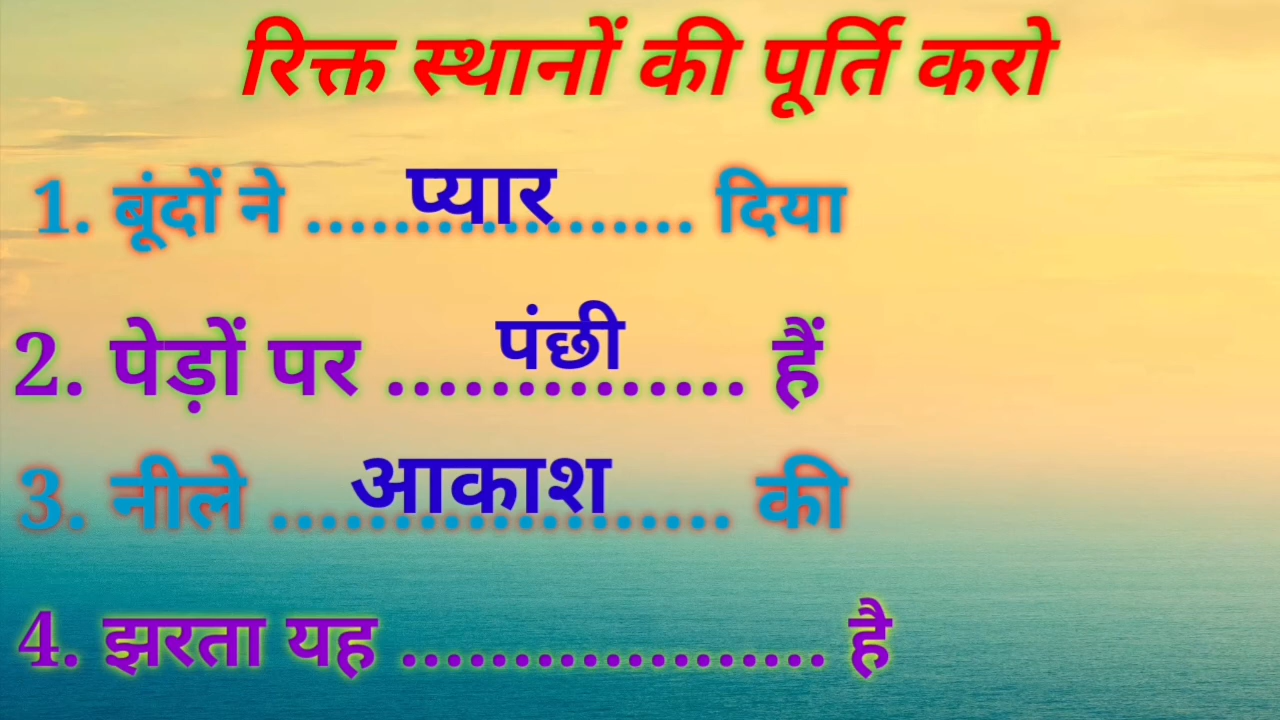 रिक्त स्थानों की पूर्ति करो
1. बूंदों ने .....प्यार..... दिया
2. पेड़ों पर .....पंछी..... हैं
3. नीले .....आकाश..... की
4. झरता यह ................... है